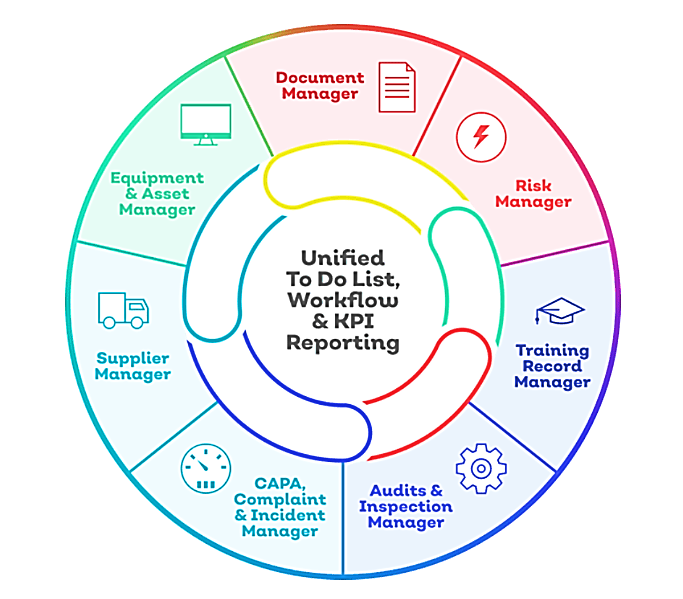 Document
Manager
Risk
Manager
Training
Record
Manager
Audits &
Inspection
Manager
CAPA,
Complaint
& Incident
Manager
Supplier
Manager
Equipment
& Asset
Manager
Unified
To Do List,
Workflow
& KPI
Reporting